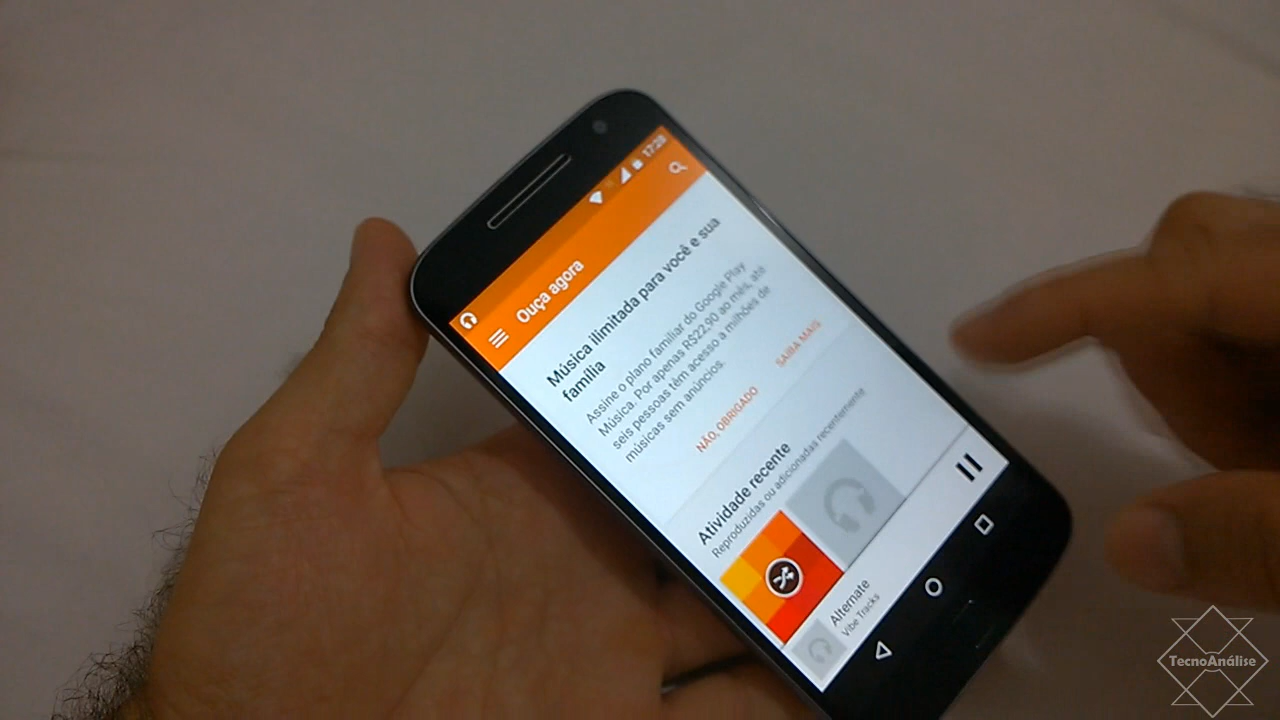 17:28
Ouça agora
Música ilimitada para você e sua
família
Assine o plano familiar do Google Play
Música. Por apenas R$22,90 ao mês, até
seis pessoas têm acesso a milhões de
músicas sem anúncios.
NÃO, OBRIGADO
SAIBA MAIS
Atividade recente
Reproduzidas ou adicionadas recentemente
Alternate
Vibe Tracks
TecnoAnálise